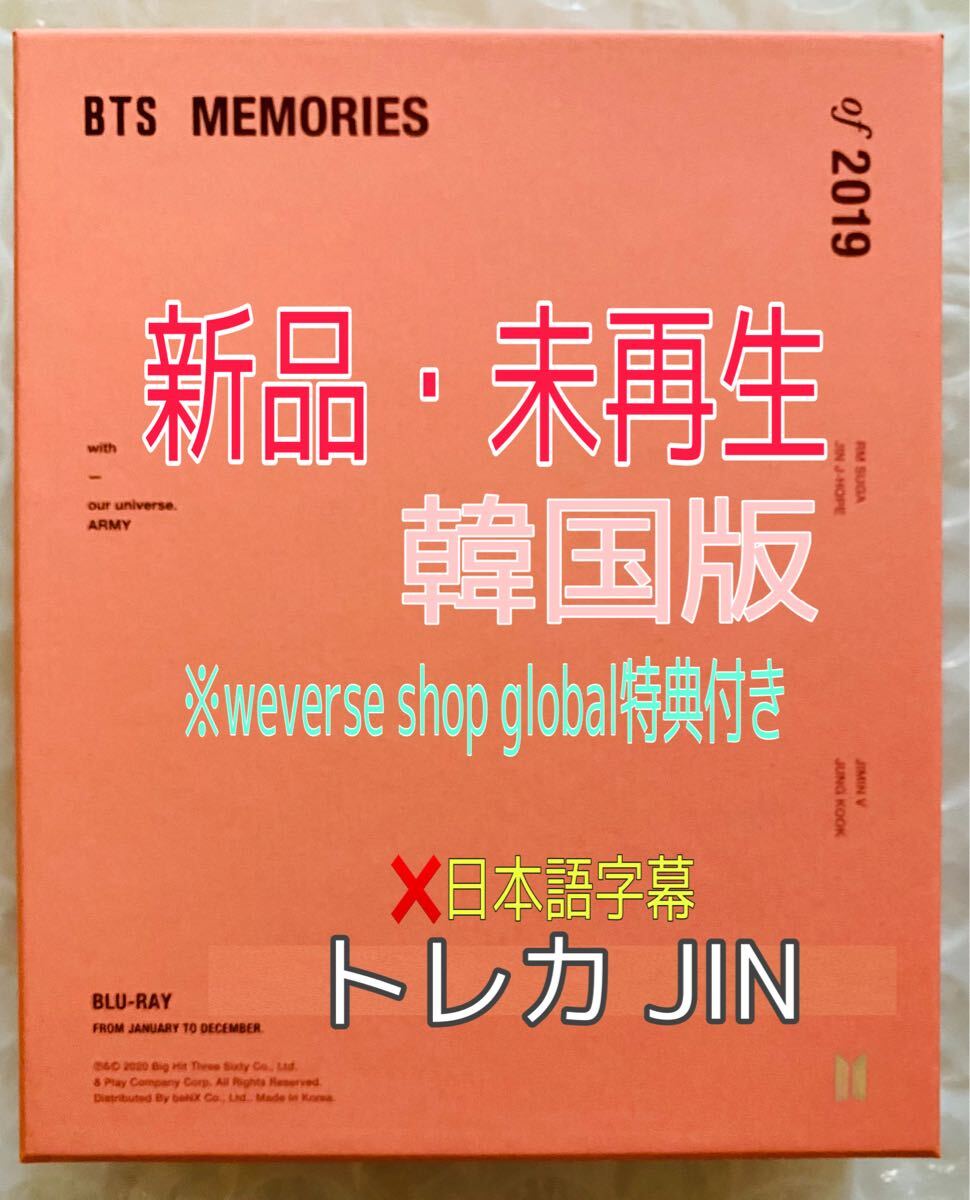 BTS MEMORIES
of 2019
新品・未再生
with
—
our universe.
ARMY
RM SUGA
JIN J-HOPE
韓国版
※weverse shop global特典付き
JIMIN V
JUNG KOOK
❌日本語字幕
トレカ JIN
BLU-RAY
FROM JANUARY TO DECEMBER.
℗&© 2020 Big Hit Three Sixty Co., Ltd.
& Play Company Corp. All Rights Reserved.
Distributed By beNX Co., Ltd.. Made in Korea.